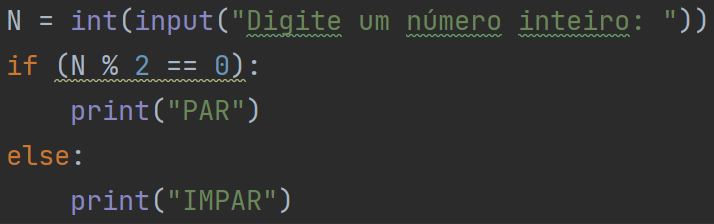 N = int(input("Digite um número inteiro: "))
if (N % 2 == 0):
    print("PAR")
else:
    print("IMPAR")